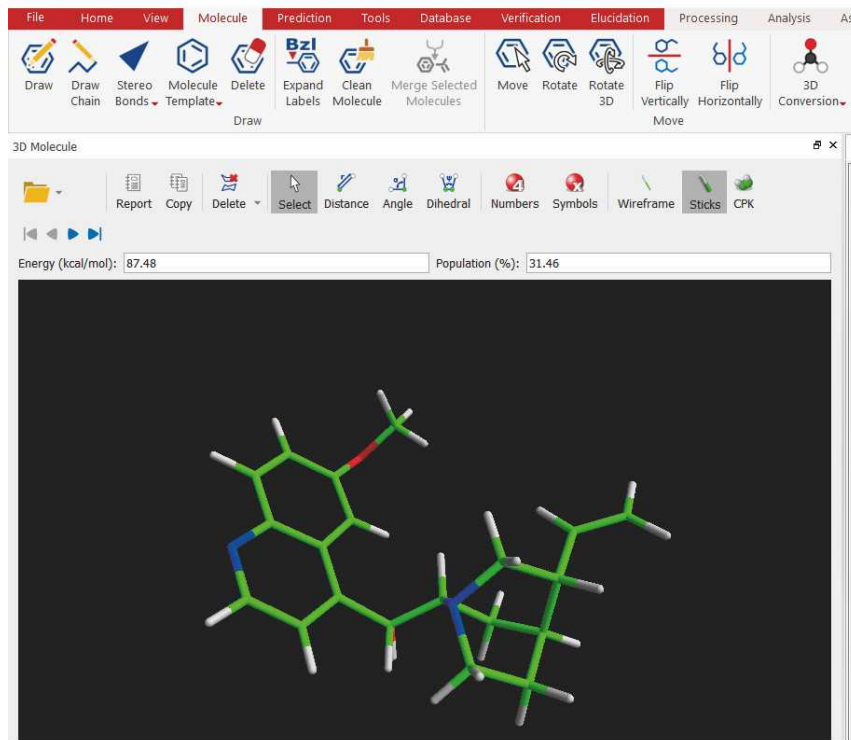 File Home View Molecule Prediction Tools Database Verification Elucidation Processing Analysis As
Bzl
Draw Draw Chain Stereo Bonds Molecule Template Delete Expand Labels Clean Molecule Merge Selected Molecules Move Rotate Rotate 3D Flip Vertically Flip Horizontally 3D Conversion
Draw Move
3D Molecule
4
Report Copy Delete Select Distance Angle Dihedral Numbers Symbols Wireframe Sticks CPK
Energy (kcal/mol): 87.48 Population (%): 31.46